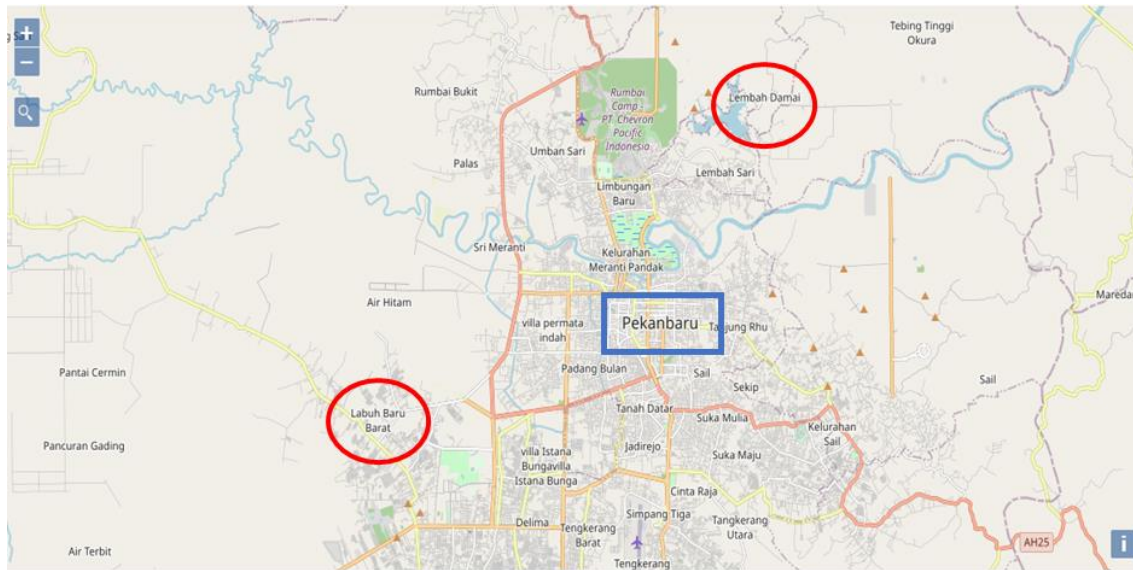 +
−
Tebing Tinggi
Okura
Rumbai Bukit
Rumbai
Camp -
PT. Chevron
Pacific
Indonesia
Lembah Damai
Umban Sari
Palas
Lembah Sari
Limbungan
Baru
Sri Meranti
Kelurahan
Meranti Pandak
Air Hitam
Maredan
villa permata
indah
Pekanbaru
Pantai Cermin
Padang Bulan
Sail
Sail
Sekip
Labuh Baru
Barat
Tanah Datar
Suka Mulia
Kelurahan
Sail
Pancuran Gading
villa Istana
Bungavilla
Istana Bunga
Jadirejo
Suka Maju
Cinta Raja
Delima
Tengkerang
Barat
Simpang Tiga
Tangkerang
Utara
Air Terbit
Tengkerang
AH25
i